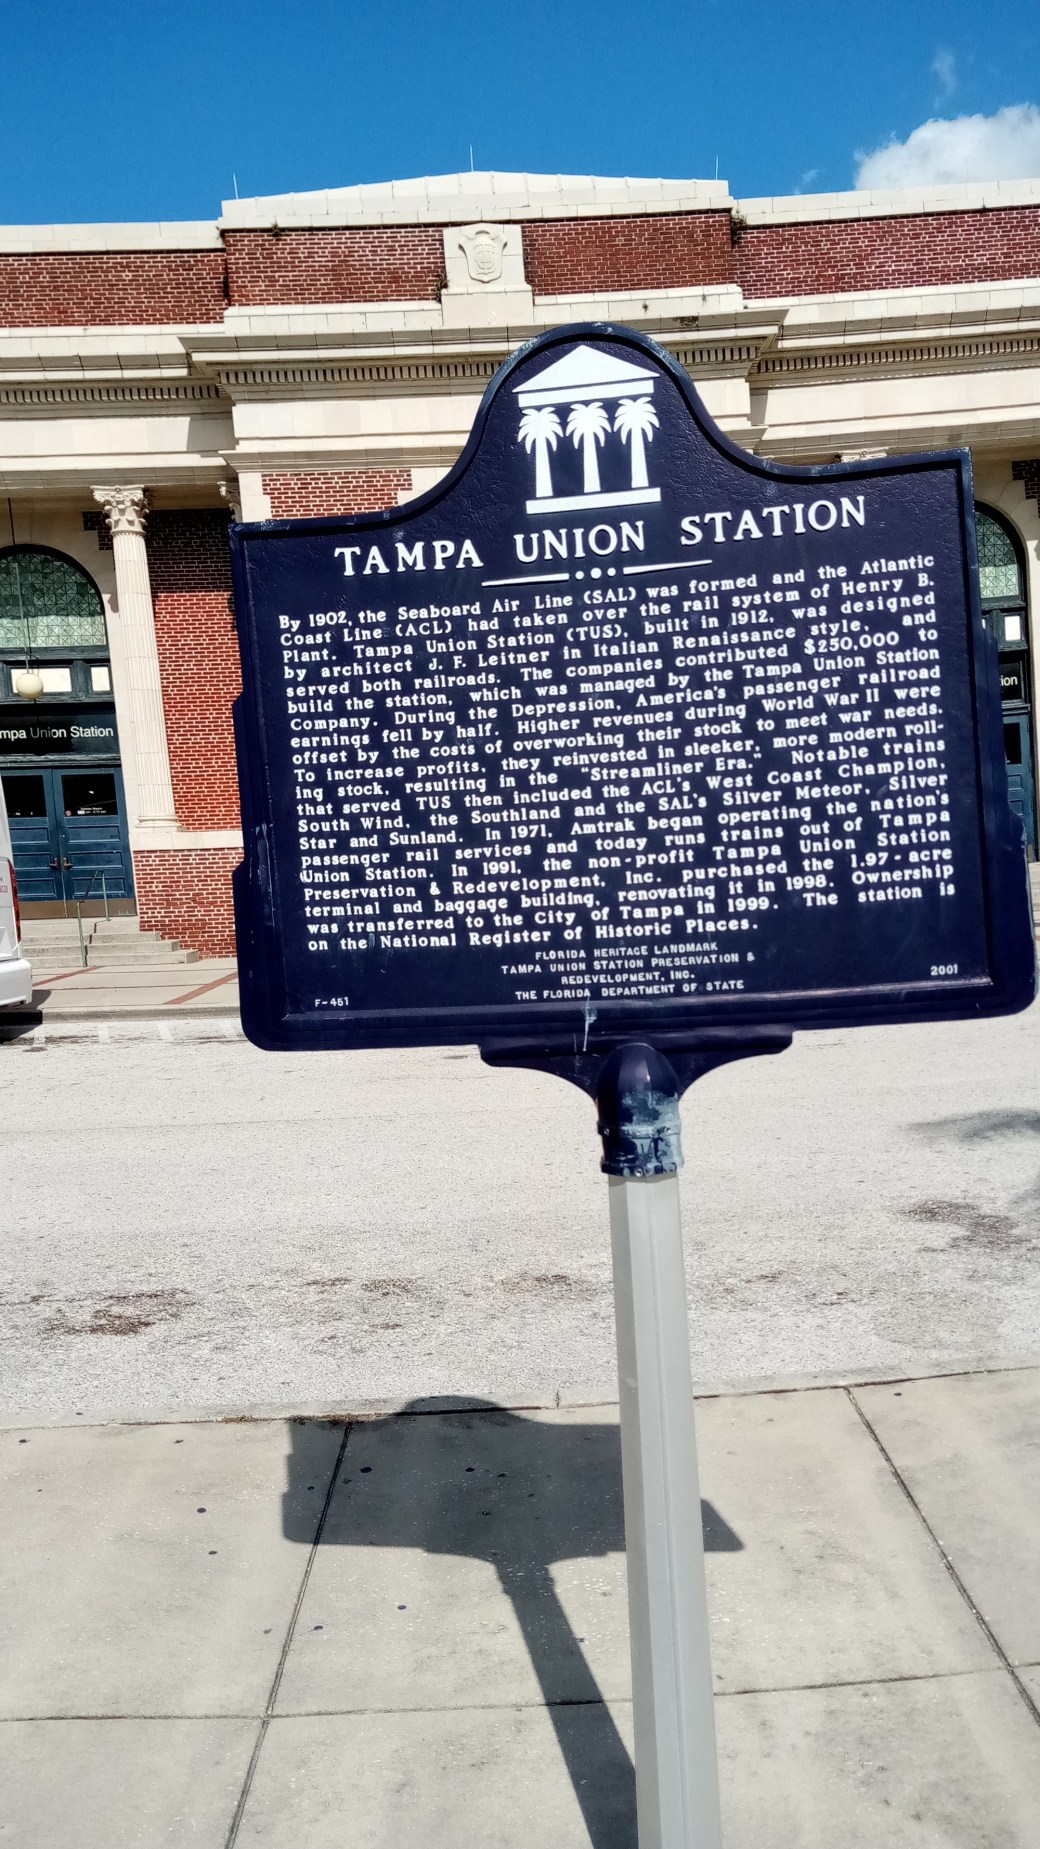 TAMPA UNION STATION
By 1902, the Seaboard Air Line (SAL) was formed and the Atlantic
Coast Line (ACL) had taken over the rail system of Henry B.
Plant. Tampa Union Station (TUS), built in 1912, was designed
by architect J. F. Leitner in Italian Renaissance style, and
served both railroads. The companies contributed $250,000 to
build the station, which was managed by the Tampa Union Station
Company. During the Depression, America's passenger railroad
earnings fell by half. Higher revenues during World War II were
offset by the costs of overworking their stock to meet war needs.
To increase profits, they reinvested in sleeker, more modern roll-
ing stock, resulting in the "Streamliner Era." Notable trains
that served TUS then included the ACL's West Coast Champion,
South Wind, the Southland and the SAL's Silver Meteor, Silver
Star and Sunland. In 1971, Amtrak began operating the nation's
passenger rail services and today runs trains out of Tampa
Union Station. In 1991, the non-profit Tampa Union Station
Preservation & Redevelopment, Inc. purchased the 1.97-acre
terminal and baggage building, renovating it in 1998. Ownership
was transferred to the City of Tampa in 1999. The station is
on the National Register of Historic Places.
FLORIDA HERITAGE LANDMARK
TAMPA UNION STATION PRESERVATION &
REDEVELOPMENT, INC.
THE FLORIDA DEPARTMENT OF STATE
F-451
2001
mpa Union Station
ion